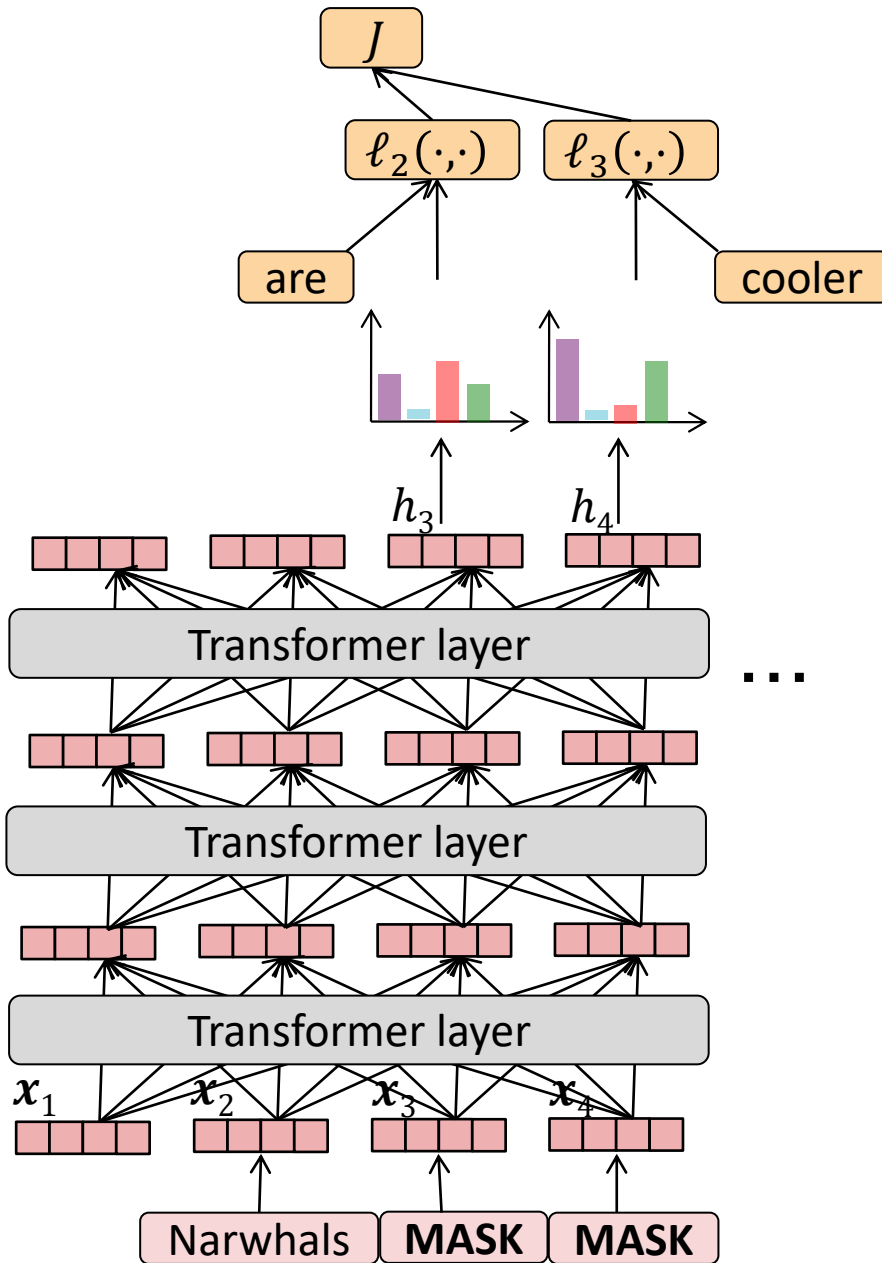 J
ℓ₂(·,·) ℓ₃(·,·)
are cooler
h₃ h₄
Transformer layer
...
Transformer layer
Transformer layer
x₁ x₂ x₃ x₄
Narwhals MASK MASK